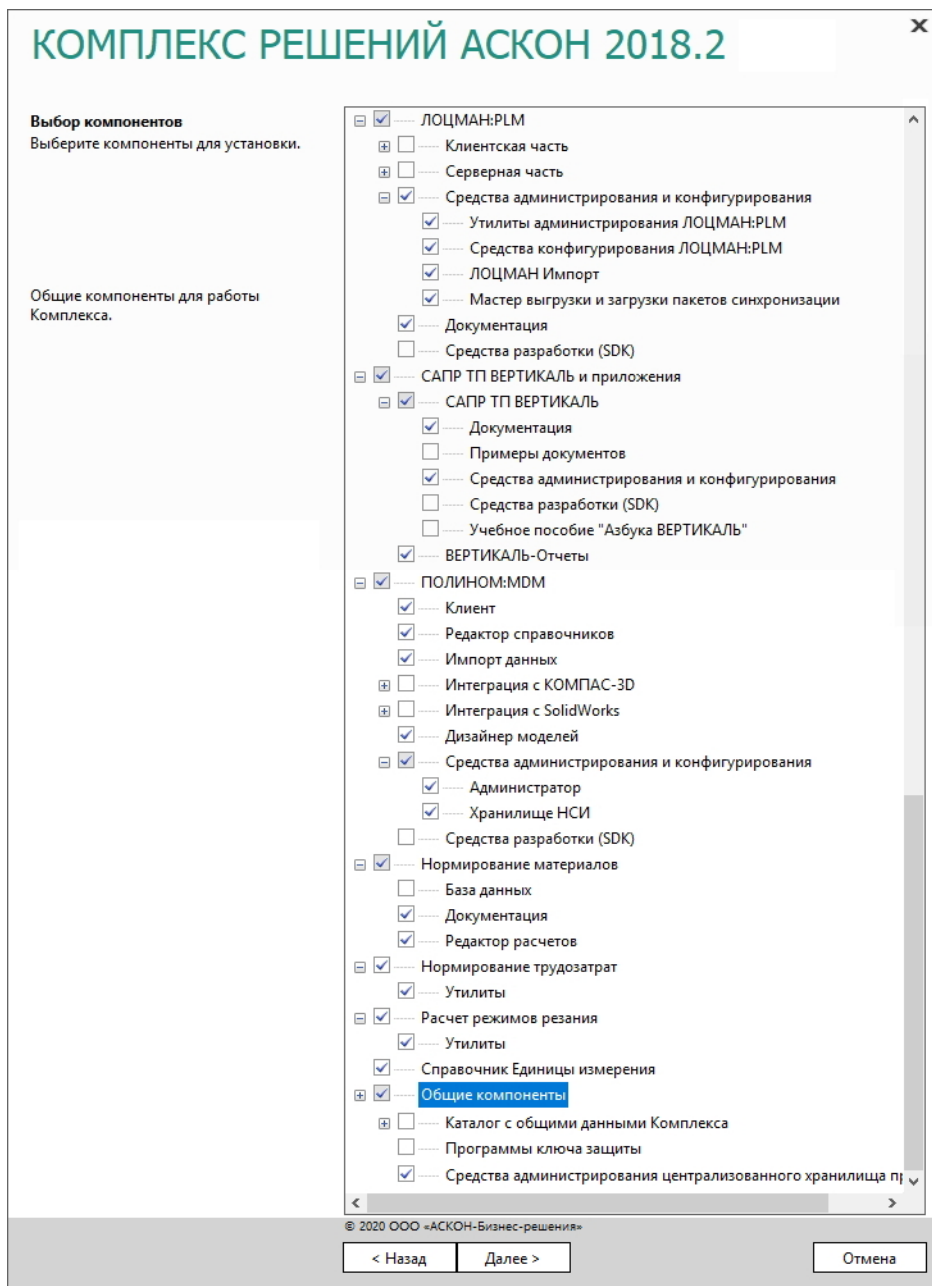 КОМПЛЕКС РЕШЕНИЙ АСКОН 2018.2
Выбор компонентов
Выберите компоненты для установки.
Общие компоненты для работы
Комплекса.
ЛОЦМАН:PLM
Клиентская часть
Серверная часть
Средства администрирования и конфигурирования
Утилиты администрирования ЛОЦМАН:PLM
Средства конфигурирования ЛОЦМАН:PLM
ЛОЦМАН Импорт
Мастер выгрузки и загрузки пакетов синхронизации
Документация
Средства разработки (SDK)
САПР ТП ВЕРТИКАЛЬ и приложения
САПР ТП ВЕРТИКАЛЬ
Документация
Примеры документов
Средства администрирования и конфигурирования
Средства разработки (SDK)
Учебное пособие "Азбука ВЕРТИКАЛЬ"
ВЕРТИКАЛЬ-Отчеты
ПОЛИНОМ:MDM
Клиент
Редактор справочников
Импорт данных
Интеграция с КОМПАС-3D
Интеграция с SolidWorks
Дизайнер моделей
Средства администрирования и конфигурирования
Администратор
Хранилище НСИ
Средства разработки (SDK)
Нормирование материалов
База данных
Документация
Редактор расчетов
Нормирование трудозатрат
Утилиты
Расчет режимов резания
Утилиты
Справочник Единицы измерения
Общие компоненты
Каталог с общими данными Комплекса
Программы ключа защиты
Средства администрирования централизованного хранилища
© 2020 ООО «АСКОН-Бизнес-решения»
< Назад
Далее >
Отмена